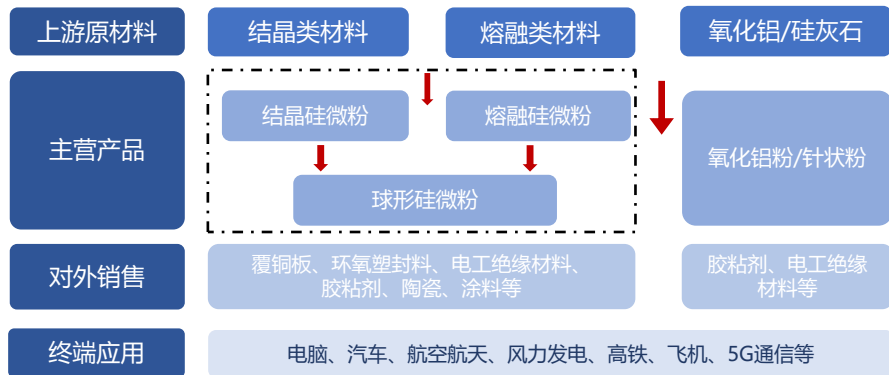 上游原材料
结晶类材料
熔融类材料
氧化铝/硅灰石
主营产品
结晶硅微粉
熔融硅微粉
球形硅微粉
氧化铝粉/针状粉
对外销售
覆铜板、环氧塑封料、电工绝缘材料、
胶粘剂、陶瓷、涂料等
胶粘剂、电工绝缘
材料等
终端应用
电脑、汽车、航空航天、风力发电、高铁、飞机、5G通信等